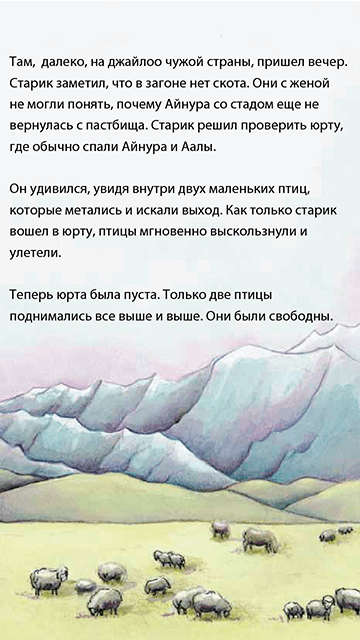 Там, далеко, на джайлоо чужой страны, пришел вечер.
Старик заметил, что в загоне нет скота. Они с женой
не могли понять, почему Айнура со стадом еще не
вернулась с пастбища. Старик решил проверить юрту,
где обычно спали Айнура и Аалы.
Он удивился, увидя внутри двух маленьких птиц,
которые метались и искали выход. Как только старик
вошел в юрту, птицы мгновенно выскользнули и
улетели.
Теперь юрта была пуста. Только две птицы
поднимались все выше и выше. Они были свободны.